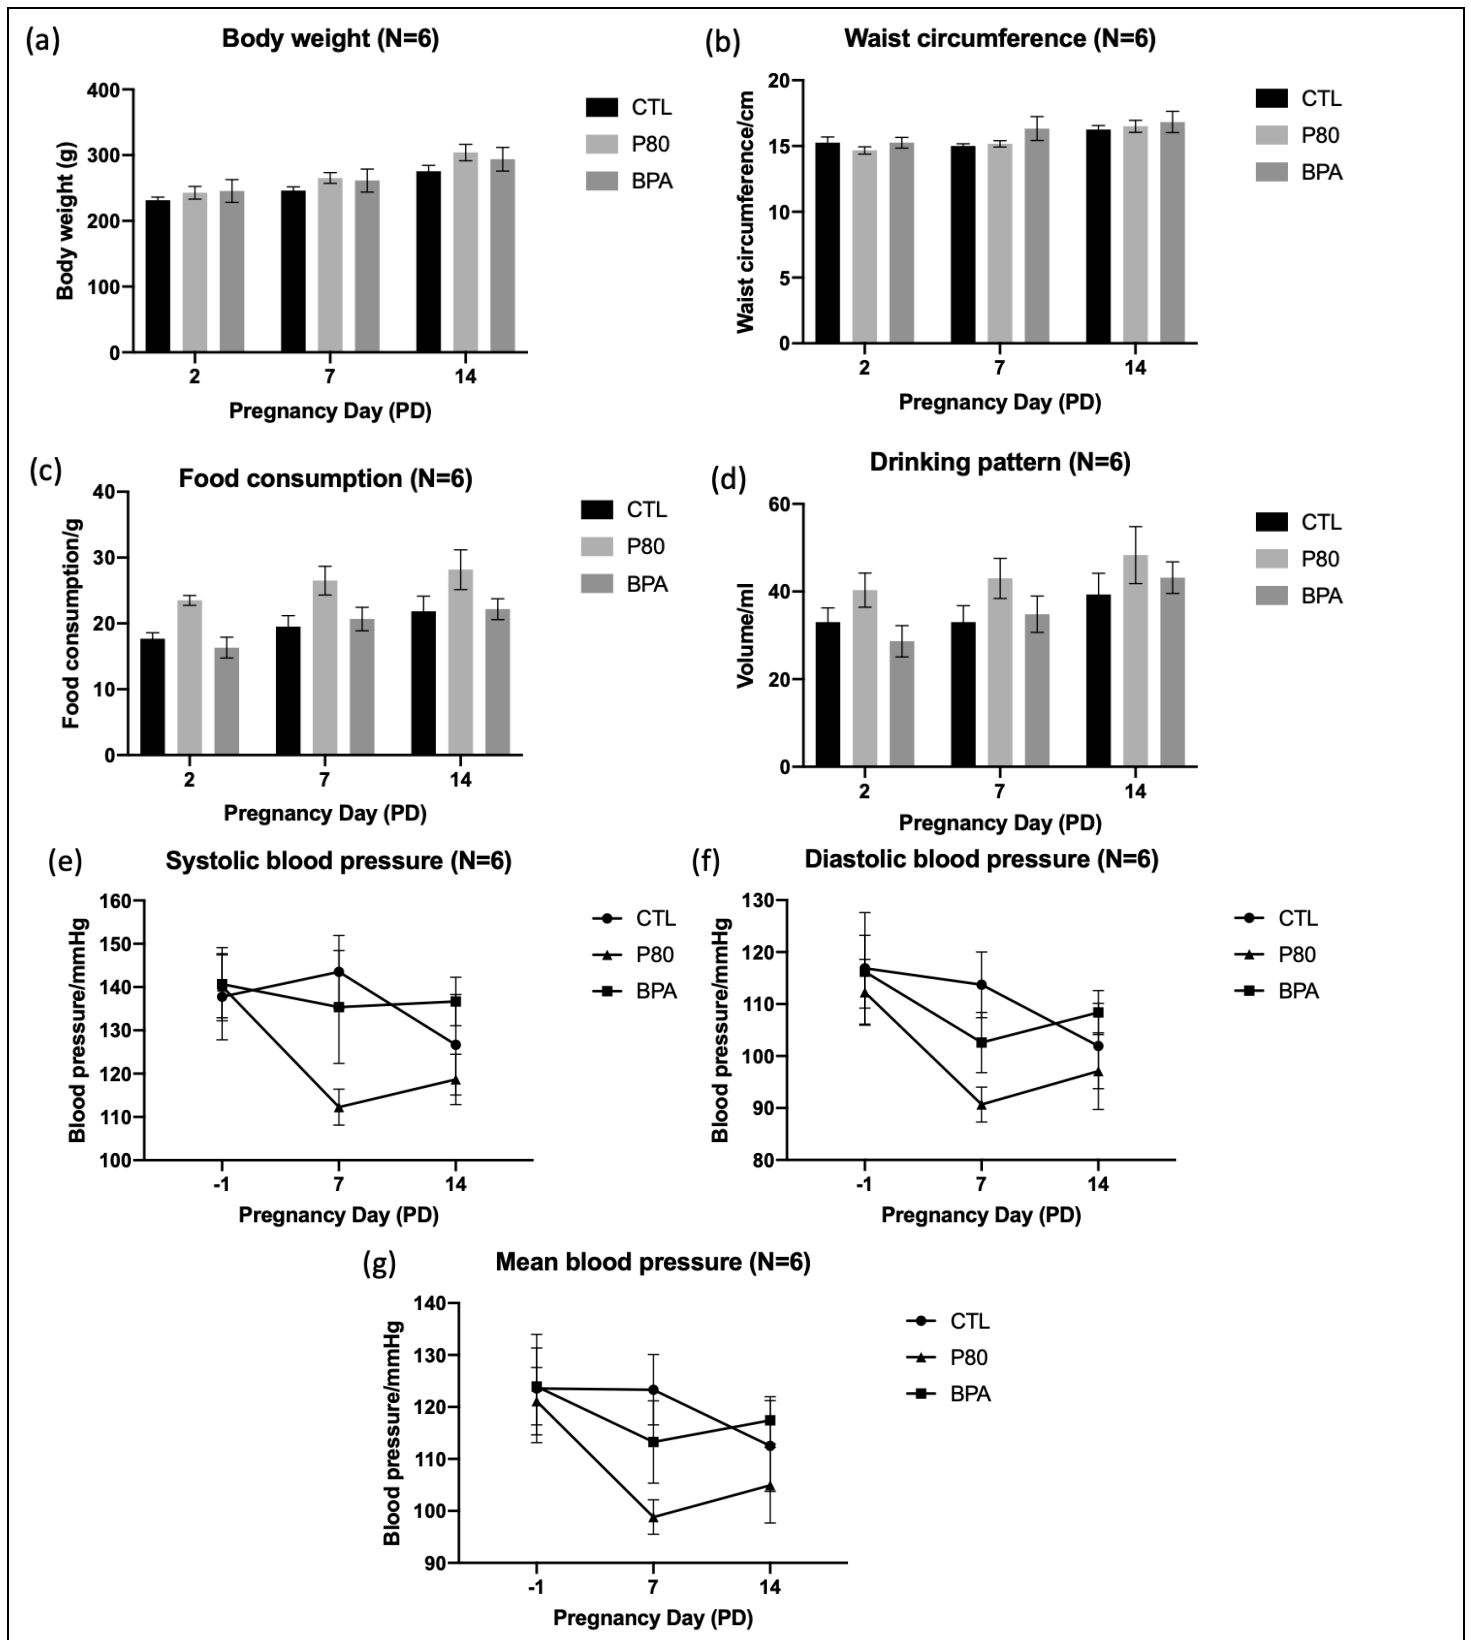 (a)
Body weight (N=6)
400
300
200
100
0
Body weight (g)
2
7
14
Pregnancy Day (PD)
CTL
P80
BPA
(b)
Waist circumference (N=6)
20
15
10
5
0
Waist circumference/cm
2
7
14
Pregnancy Day (PD)
CTL
P80
BPA
(c)
Food consumption (N=6)
40
30
20
10
0
Food consumption/g
2
7
14
Pregnancy Day (PD)
CTL
P80
BPA
(d)
Drinking pattern (N=6)
60
40
20
0
Volume/ml
2
7
14
Pregnancy Day (PD)
CTL
P80
BPA
(e)
Systolic blood pressure (N=6)
160
150
140
130
120
110
100
Blood pressure/mmHg
-1
7
14
Pregnancy Day (PD)
CTL
P80
BPA
(f)
Diastolic blood pressure (N=6)
130
120
110
100
90
80
Blood pressure/mmHg
-1
7
14
Pregnancy Day (PD)
CTL
P80
BPA
(g)
Mean blood pressure (N=6)
140
130
120
110
100
90
Blood pressure/mmHg
-1
7
14
Pregnancy Day (PD)
CTL
P80
BPA